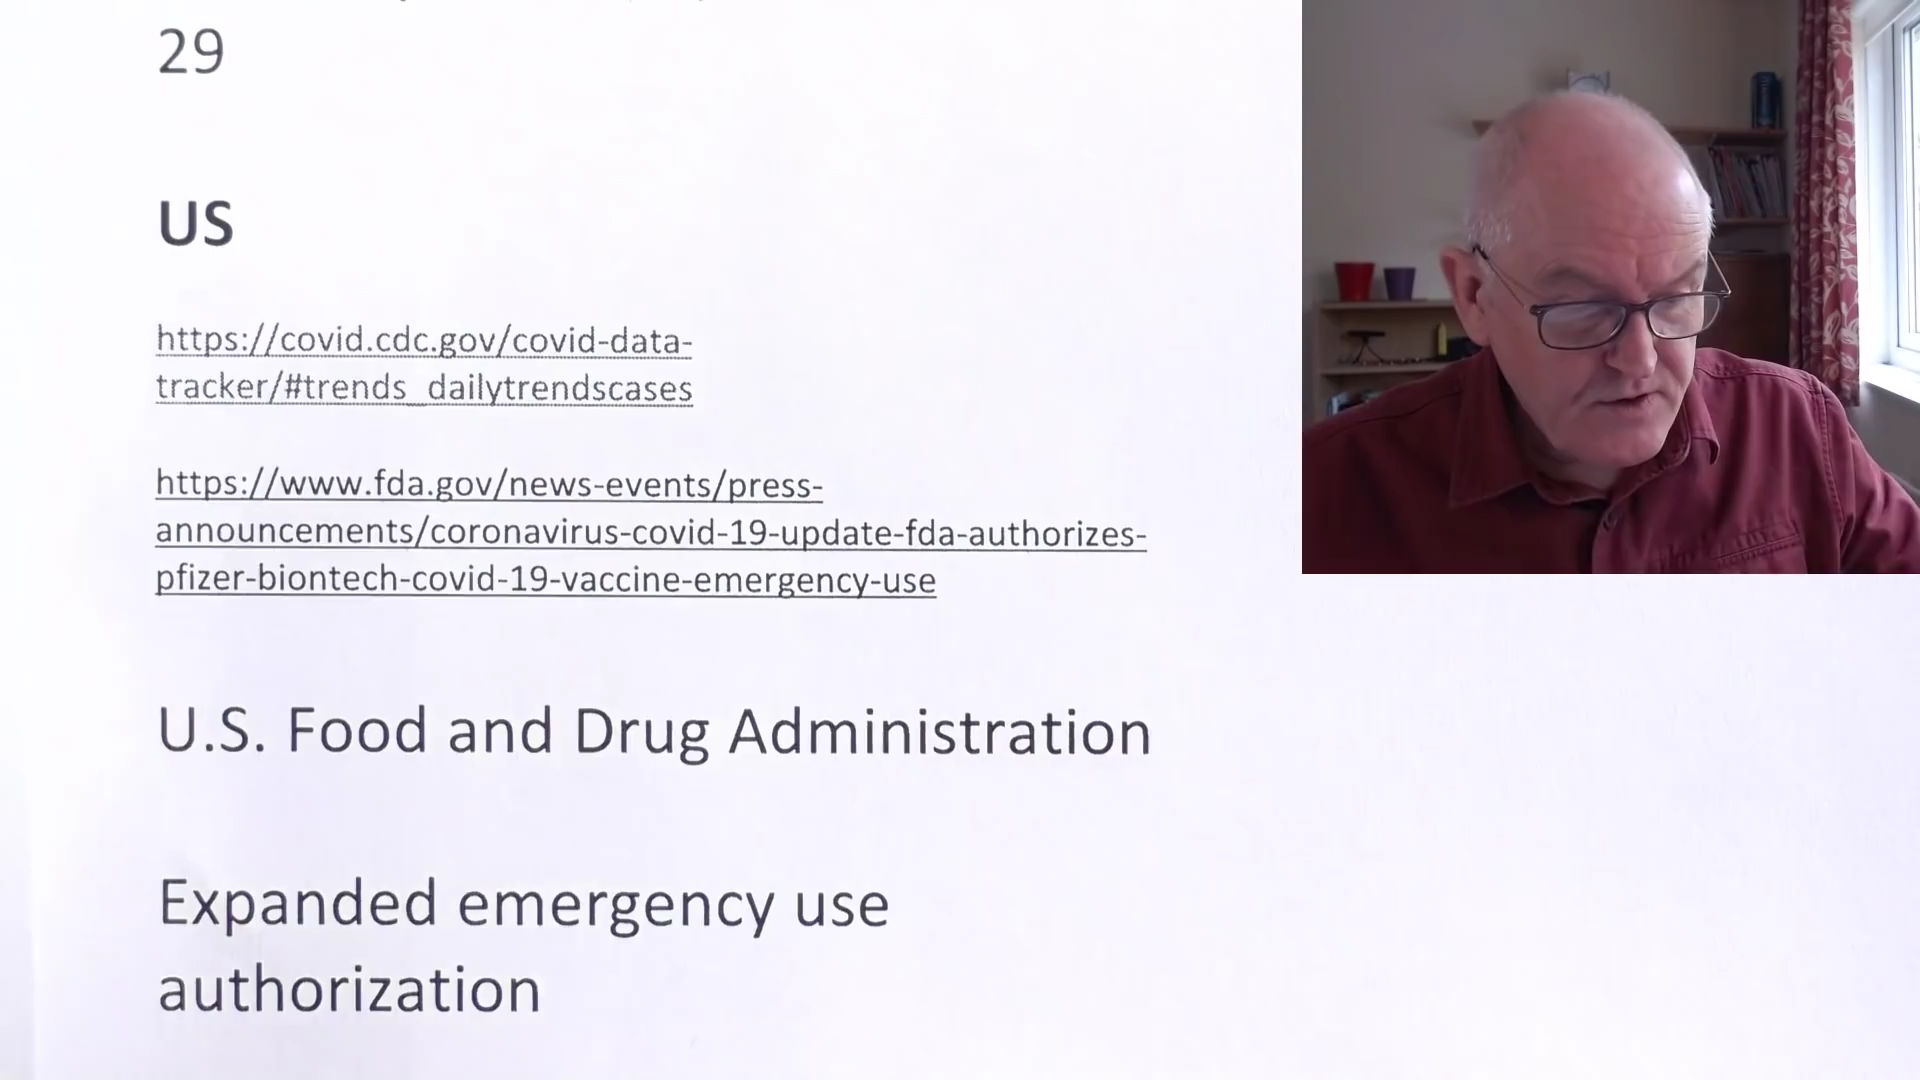 29
US
https://covid.cdc.gov/covid-data-
tracker/#trends_dailytrendscases
https://www.fda.gov/news-events/press-
announcements/coronavirus-covid-19-update-fda-authorizes-
pfizer-biontech-covid-19-vaccine-emergency-use
U.S. Food and Drug Administration
Expanded emergency use
authorization